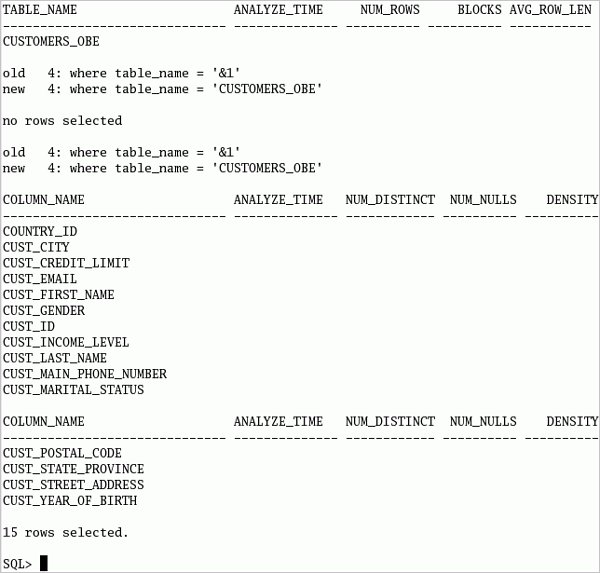 TABLE_NAME                     ANALYZE_TIME     NUM_ROWS     BLOCKS AVG_ROW_LEN
------------------------------ -------------- ---------- ---------- -----------
CUSTOMERS_OBE
old   4: where table_name = '&1'
new   4: where table_name = 'CUSTOMERS_OBE'
no rows selected
old   4: where table_name = '&1'
new   4: where table_name = 'CUSTOMERS_OBE'
COLUMN_NAME                    ANALYZE_TIME   NUM_DISTINCT  NUM_NULLS    DENSITY
------------------------------ -------------- ------------ ---------- ----------
COUNTRY_ID
CUST_CITY
CUST_CREDIT_LIMIT
CUST_EMAIL
CUST_FIRST_NAME
CUST_GENDER
CUST_ID
CUST_INCOME_LEVEL
CUST_LAST_NAME
CUST_MAIN_PHONE_NUMBER
CUST_MARITAL_STATUS
COLUMN_NAME                    ANALYZE_TIME   NUM_DISTINCT  NUM_NULLS    DENSITY
------------------------------ -------------- ------------ ---------- ----------
CUST_POSTAL_CODE
CUST_STATE_PROVINCE
CUST_STREET_ADDRESS
CUST_YEAR_OF_BIRTH
15 rows selected.
SQL>